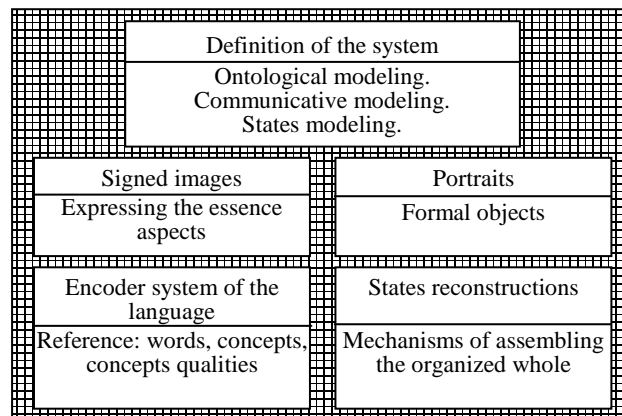 Definition of the system
Ontological modeling.
Communicative modeling.
States modeling.
Signed images
Expressing the essence
aspects
Portraits
Formal objects
Encoder system of the
language
Reference: words, concepts,
concepts qualities
States reconstructions
Mechanisms of assembling
the organized whole